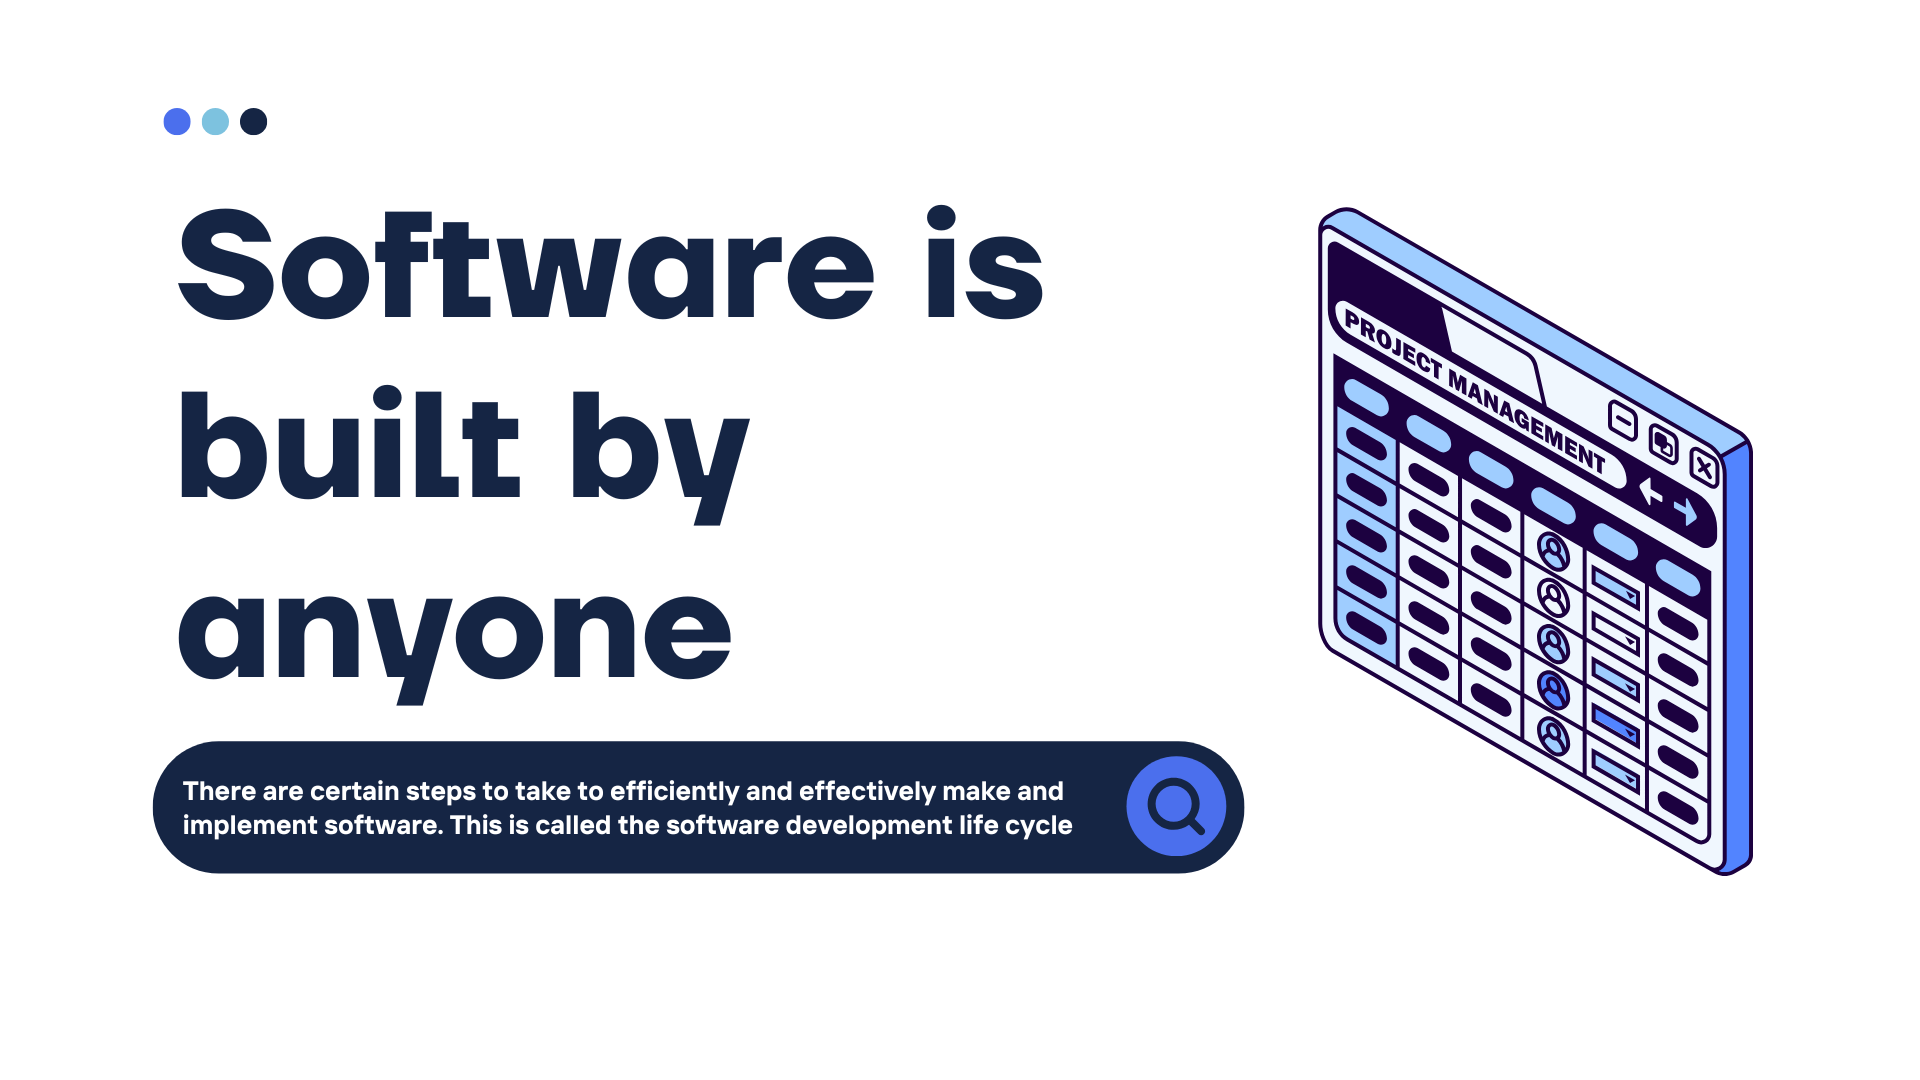 Software is
built by
anyone
There are certain steps to take to efficiently and effectively make and
implement software. This is called the software development life cycle
PROJECT MANAGEMENT